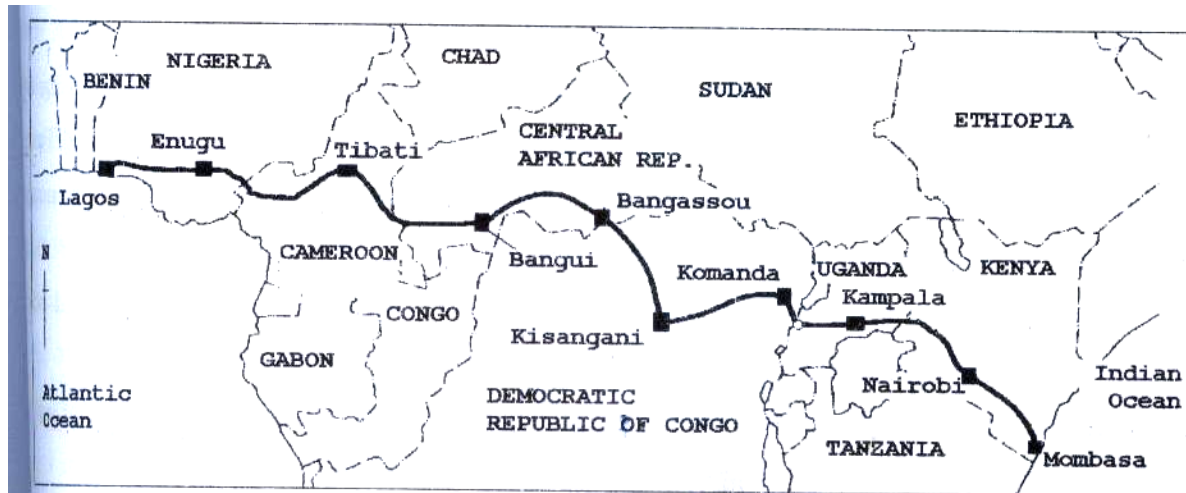 NIGERIA
CHAD
BENIN
SUDAN
ETHIOPIA
Enugu
Tibati
CENTRAL
AFRICAN REP.
Lagos
Bangassou
N
CAMEROON
Bangui
Komanda
UGANDA
KENYA
Kampala
CONGO
Kisangani
GABON
Nairobi
Indian
Ocean
Atlantic
Ocean
DEMOCRATIC
REPUBLIC OF CONGO
TANZANIA
Mombasa